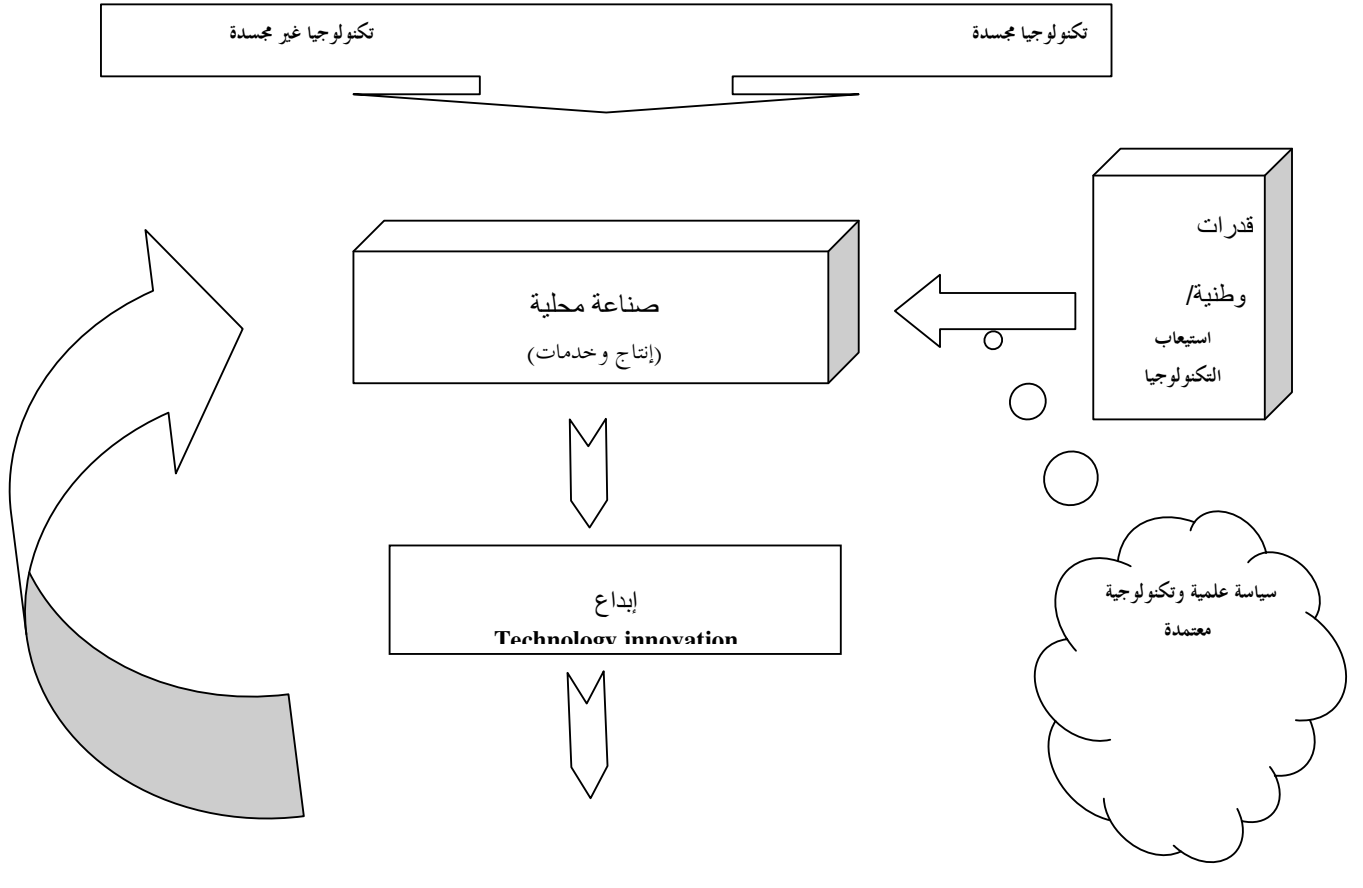 تكنولوجيا مجسدة
تكنولوجيا غير مجسدة
قدرات
وطنية/
استيعاب
التكنولوجيا
صناعة محلية
(إنتاج وخدمات)
إبداع
Technology innovation
سياسة علمية وتكنولوجية
معتمدة